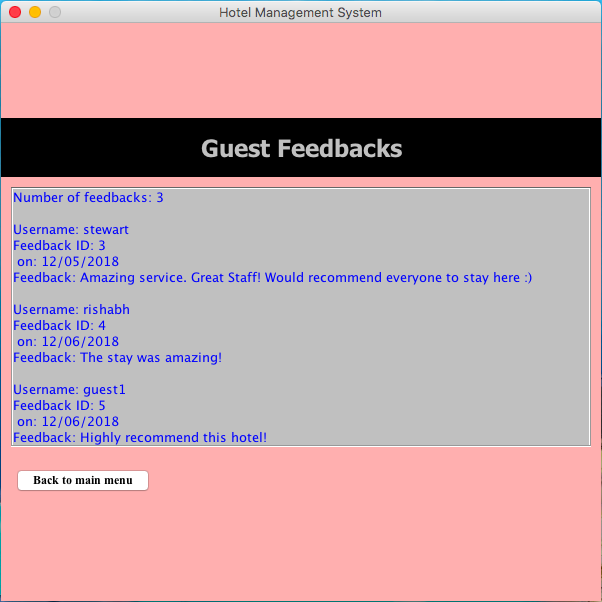 Hotel Management System
Guest Feedbacks
Number of feedbacks: 3
Username: stewart
Feedback ID: 3
on: 12/05/2018
Feedback: Amazing service. Great Staff! Would recommend everyone to stay here :)
Username: rishabh
Feedback ID: 4
on: 12/06/2018
Feedback: The stay was amazing!
Username: guest1
Feedback ID: 5
on: 12/06/2018
Feedback: Highly recommend this hotel!
Back to main menu